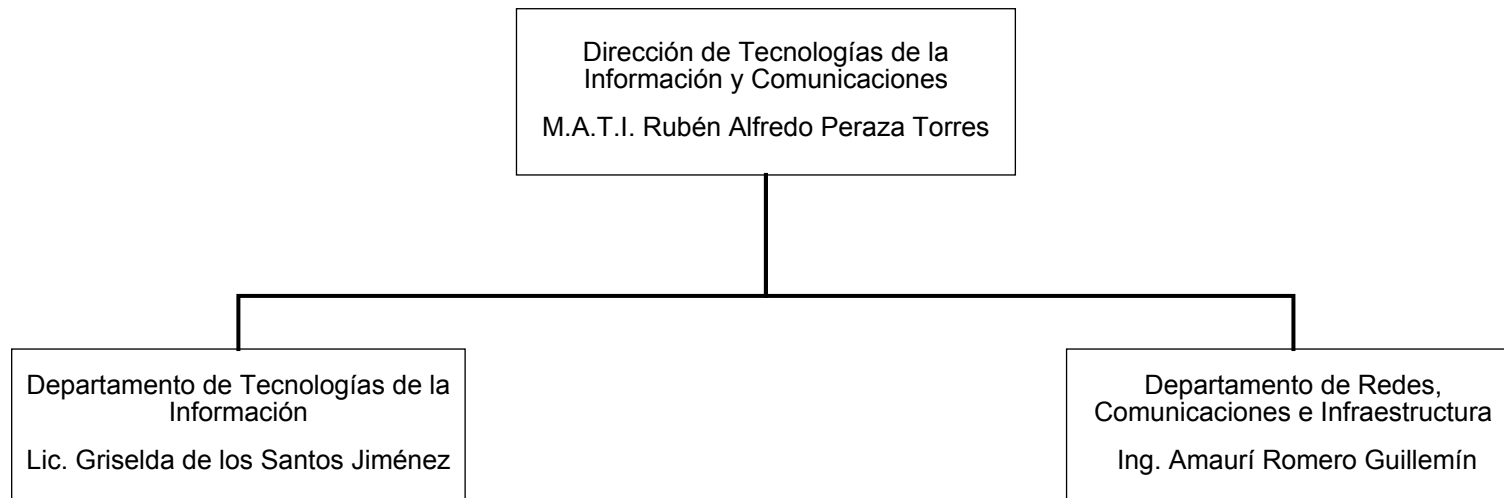 Dirección de Tecnologías de la
Información y Comunicaciones
M.A.T.I. Rubén Alfredo Peraza Torres
Departamento de Tecnologías de la
Información
Lic. Griselda de los Santos Jiménez
Departamento de Redes,
Comunicaciones e Infraestructura
Ing. Amaurí Romero Guillemín